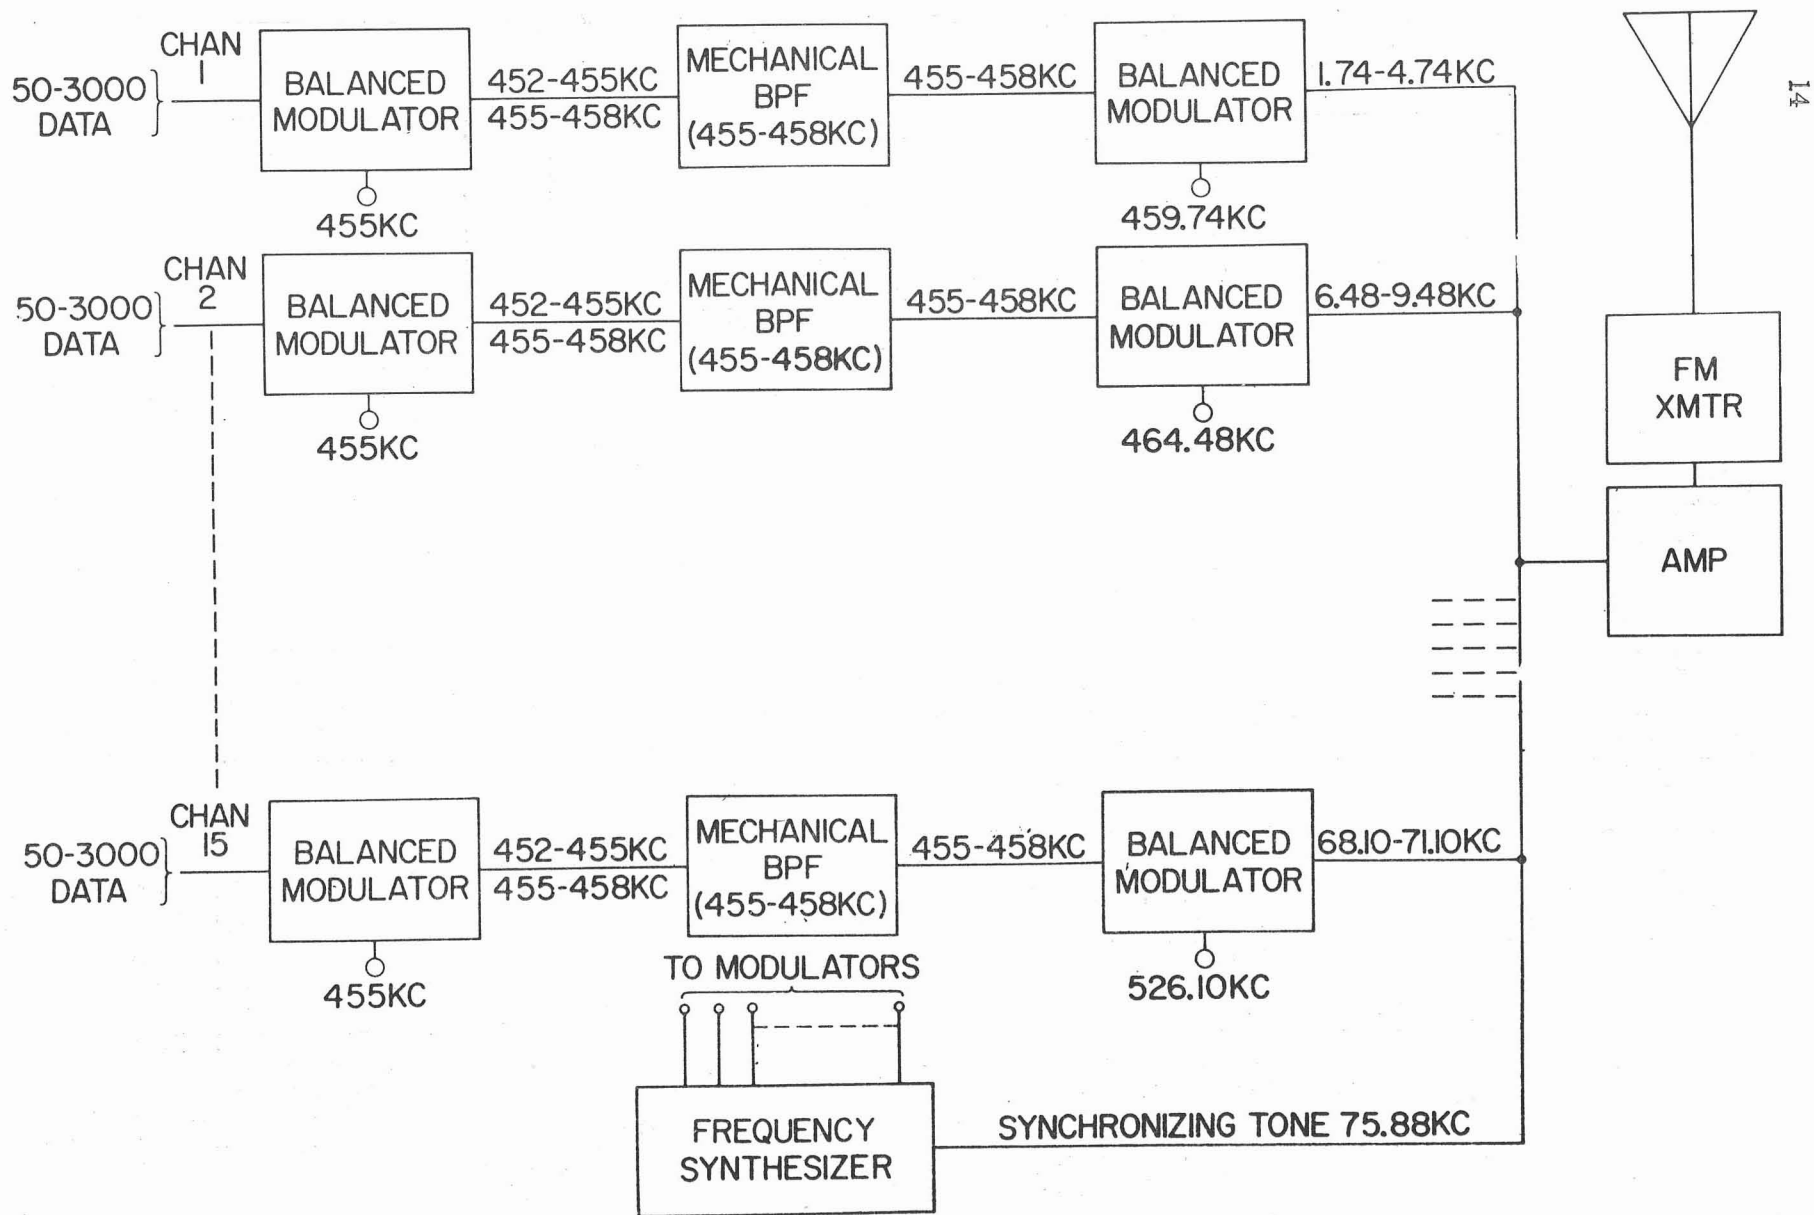 14
CHAN
1
50-3000
DATA
BALANCED
MODULATOR
455KC
452-455KC
455-458KC
MECHANICAL
BPF
(455-458KC)
455-458KC
BALANCED
MODULATOR
459.74KC
1.74-4.74KC
CHAN
2
50-3000
DATA
BALANCED
MODULATOR
455KC
452-455KC
455-458KC
MECHANICAL
BPF
(455-458KC)
455-458KC
BALANCED
MODULATOR
464.48KC
6.48-9.48KC
FM
XMTR
AMP
CHAN
15
50-3000
DATA
BALANCED
MODULATOR
455KC
452-455KC
455-458KC
MECHANICAL
BPF
(455-458KC)
455-458KC
BALANCED
MODULATOR
526.10KC
68.10-71.10KC
TO MODULATORS
FREQUENCY
SYNTHESIZER
SYNCHRONIZING TONE 75.88KC